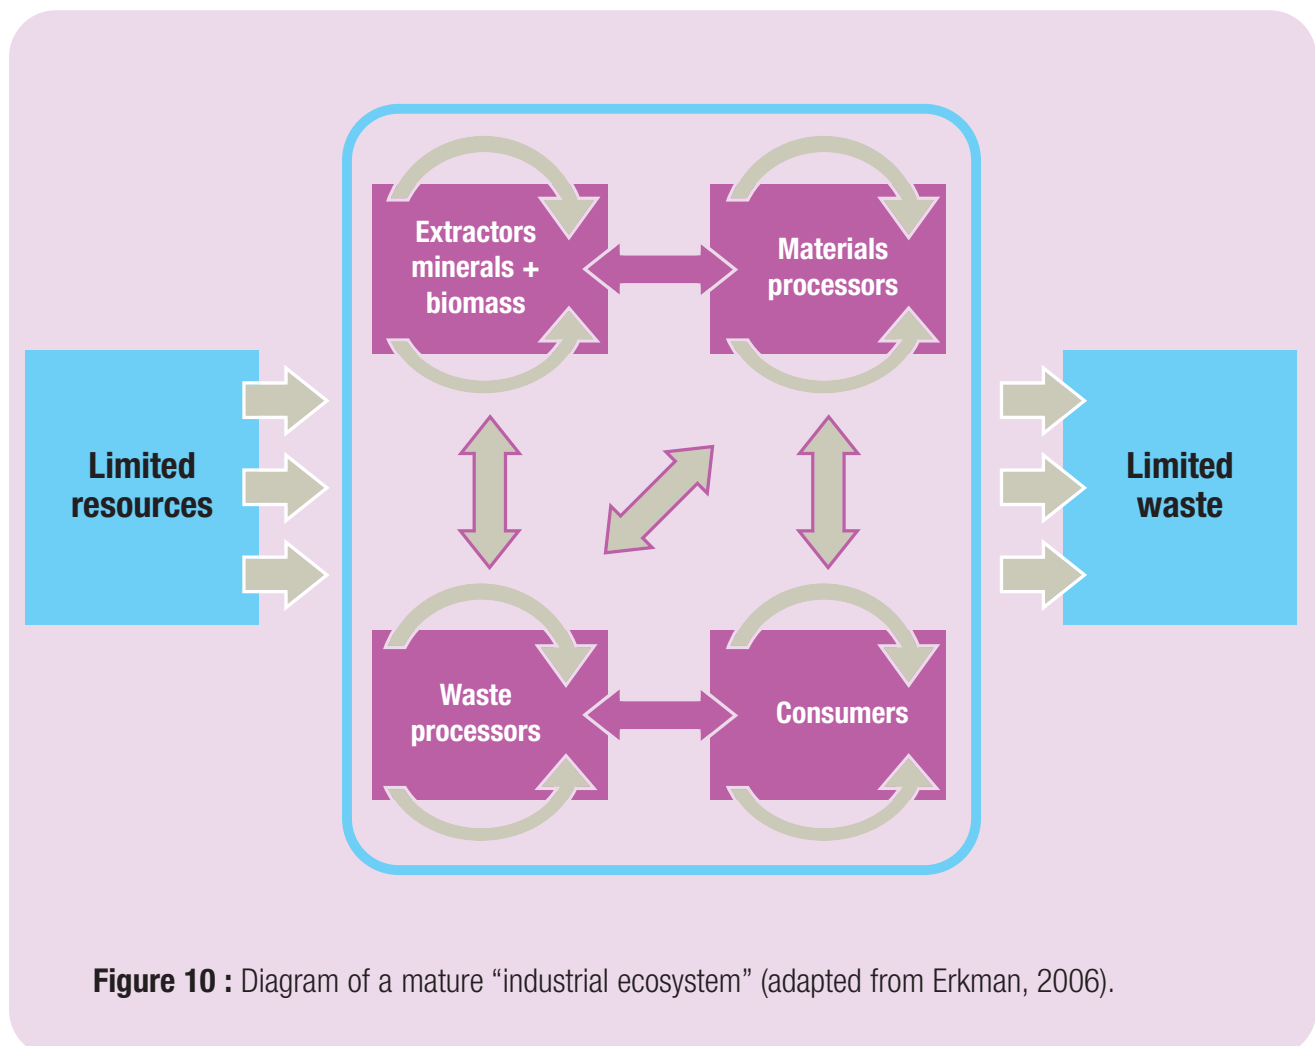 Extractors
minerals +
biomass
Materials
processors
Limited
resources
Limited
waste
Waste
processors
Consumers
Figure 10 : Diagram of a mature “industrial ecosystem” (adapted from Erkman, 2006).